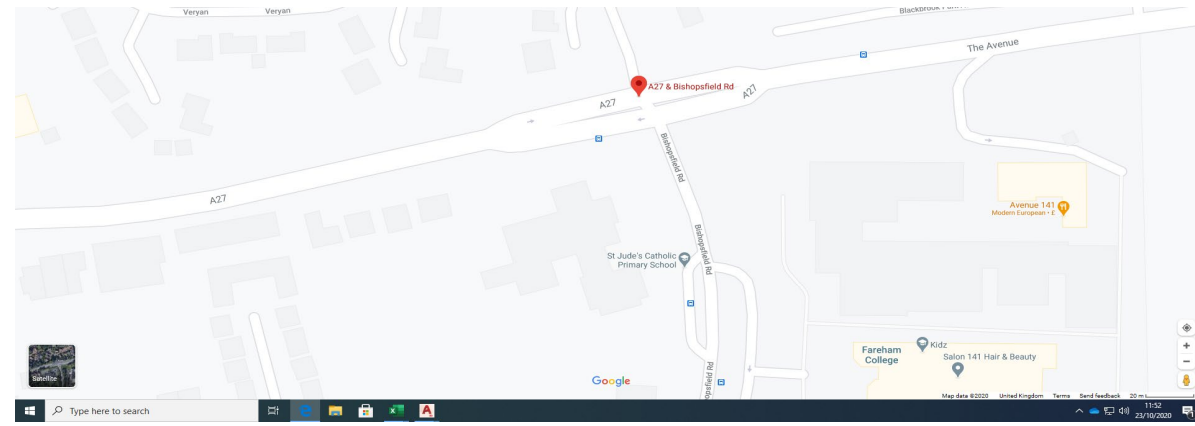 Veryan
Veryan
The Avenue
A27 & Bishopsfield Rd
A27
A27
Bishopsfield Rd
A27
Avenue 141
Modern European • E
Bishopsfield Rd
St Jude's Catholic
Primary School
Kidz
Fareham
College
Salon 141 Hair & Beauty
Satellite
Google
Map data ©2020 United Kingdom Terms Send feedback 20 m
Type here to search
11:52
23/10/2020